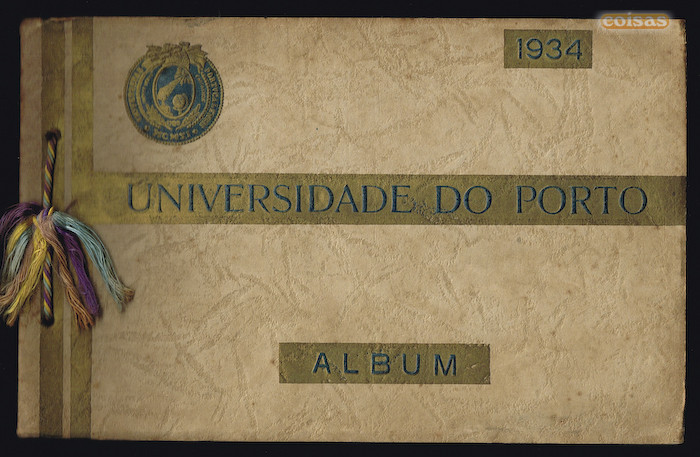 coisas
1934
UNIVERSIDADE DO PORTO
ALBUM